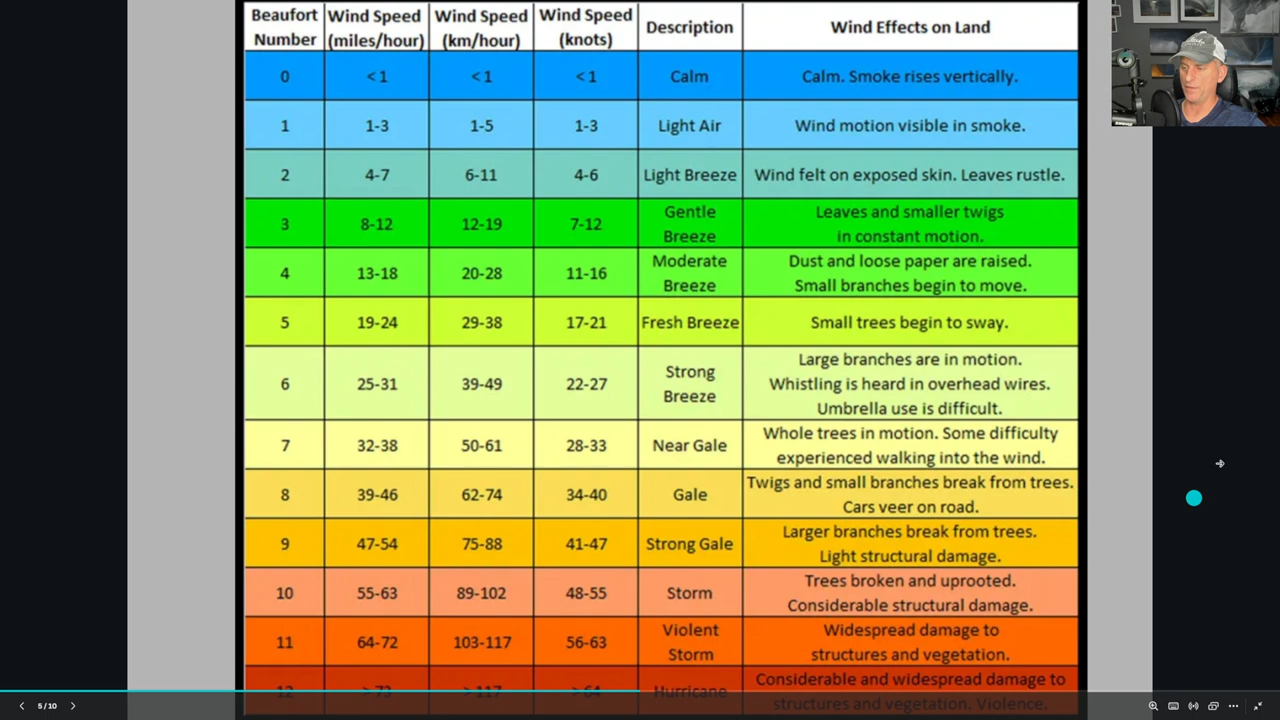 Beaufort Number | Wind Speed (miles/hour) | Wind Speed (km/hour) | Wind Speed (knots) | Description | Wind Effects on Land
0 | < 1 | < 1 | < 1 | Calm | Calm. Smoke rises vertically.
1 | 1-3 | 1-5 | 1-3 | Light Air | Wind motion visible in smoke.
2 | 4-7 | 6-11 | 4-6 | Light Breeze | Wind felt on exposed skin. Leaves rustle.
3 | 8-12 | 12-19 | 7-12 | Gentle Breeze | Leaves and smaller twigs in constant motion.
4 | 13-18 | 20-28 | 11-16 | Moderate Breeze | Dust and loose paper are raised. Small branches begin to move.
5 | 19-24 | 29-38 | 17-21 | Fresh Breeze | Small trees begin to sway.
6 | 25-31 | 39-49 | 22-27 | Strong Breeze | Large branches are in motion. Whistling is heard in overhead wires. Umbrella use is difficult.
7 | 32-38 | 50-61 | 28-33 | Near Gale | Whole trees in motion. Some difficulty experienced walking into the wind.
8 | 39-46 | 62-74 | 34-40 | Gale | Twigs and small branches break from trees. Cars veer on road.
9 | 47-54 | 75-88 | 41-47 | Strong Gale | Larger branches break from trees. Light structural damage.
10 | 55-63 | 89-102 | 48-55 | Storm | Trees broken and uprooted. Considerable structural damage.
11 | 64-72 | 103-117 | 56-63 | Violent Storm | Widespread damage to structures and vegetation.
12 | > 73 | > 117 | > 64 | Hurricane | Considerable and widespread damage to structures and vegetation. Violence.
5/10